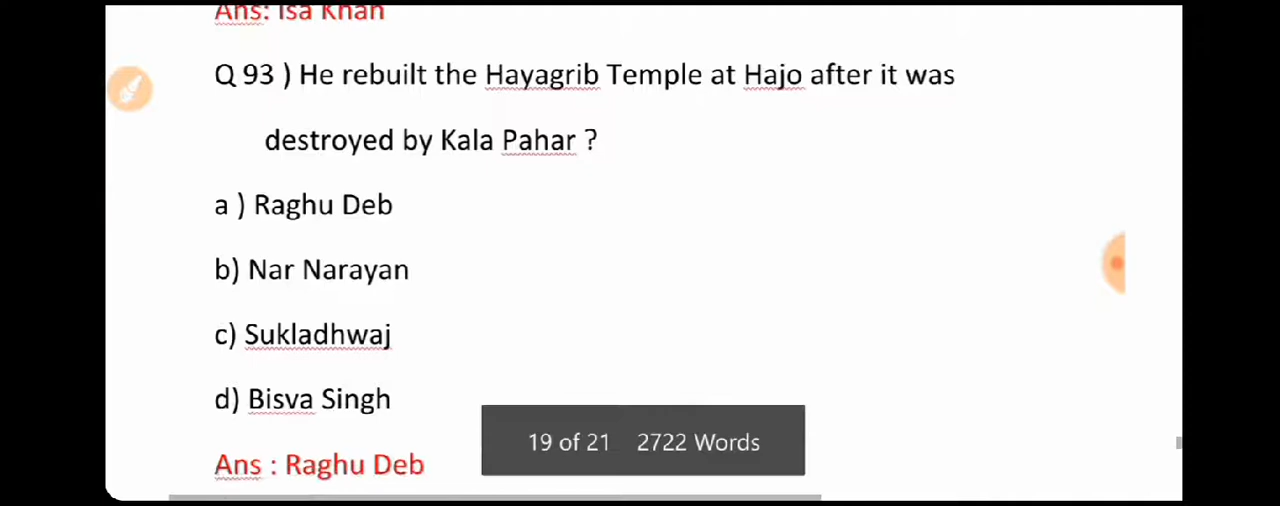 Ans: Isa Khan
Q 93 ) He rebuilt the Hayagrib Temple at Hajo after it was
destroyed by Kala Pahar ?
a ) Raghu Deb
b) Nar Narayan
c) Sukladhwaj
d) Bisva Singh
19 of 21 2722 Words
Ans : Raghu Deb